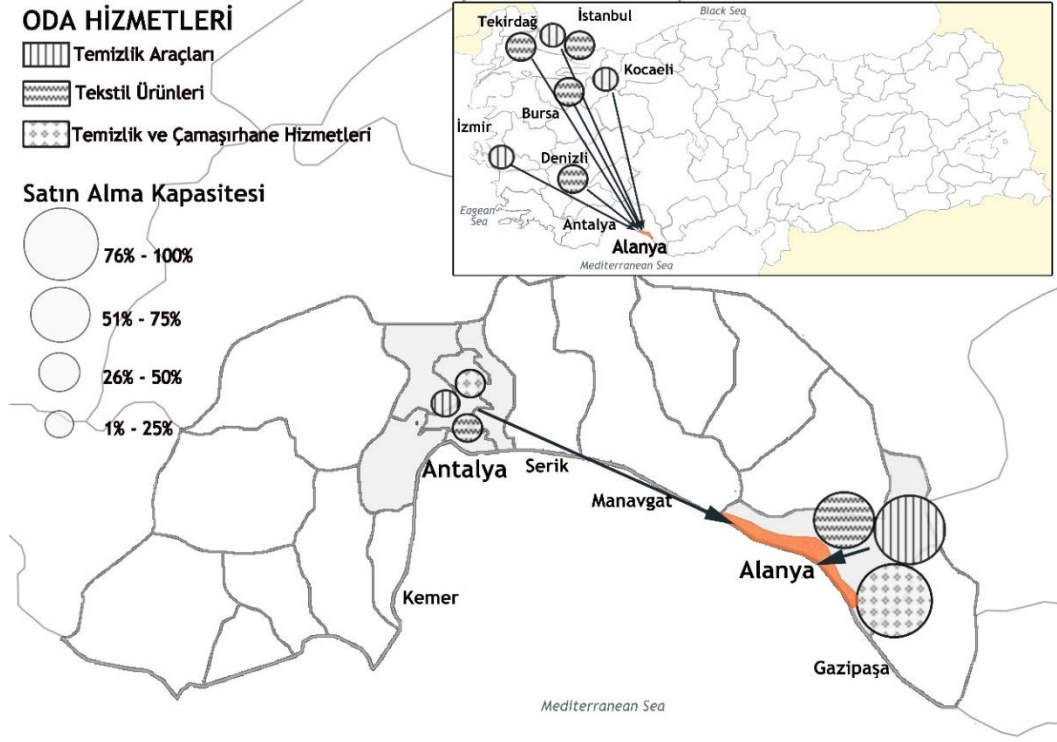 ODA HİZMETLERİ
Temizlik Araçları
Tekstil Ürünleri
Temizlik ve Çamaşırhane Hizmetleri
Satın Alma Kapasitesi
76% - 100%
51% - 75%
26% - 50%
1% - 25%
Black Sea
Tekirdağ
İstanbul
Kocaeli
Bursa
İzmir
Denizli
Eagean
Sea
Antalya
Alanya
Mediterranean Sea
Antalya
Serik
Manavgat
Alanya
Kemer
Gazipaşa
Mediterranean Sea